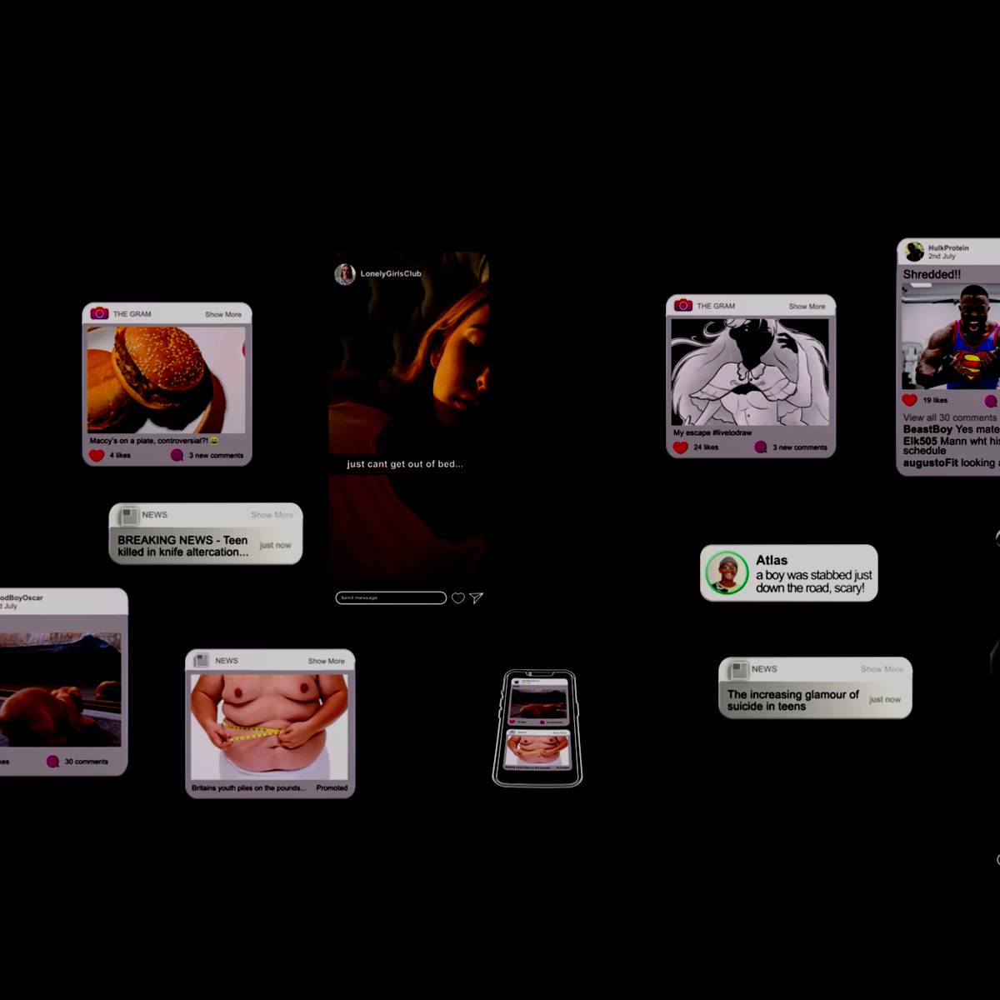 THE GRAM Show More
Maccy's on a plate, controversial?! 😂
4 likes 3 new comments
NEWS Show More
BREAKING NEWS - Teen
killed in knife altercation... just now
odBoyOscar
July
30 comments
NEWS Show More
Britains youth piles on the pounds... Promoted
LonelyGirlsClub
just cant get out of bed...
Send message
THE GRAM Show More
My escape #livetodraw
24 likes 3 new comments
HulkProtein
2nd July
Shredded!!
19 likes
View all 30 comments
BeastBoy Yes mate
Elk505 Mann wht his
schedule
augustoFit looking a
Atlas
a boy was stabbed just
down the road, scary!
NEWS Show More
The increasing glamour of
suicide in teens just now